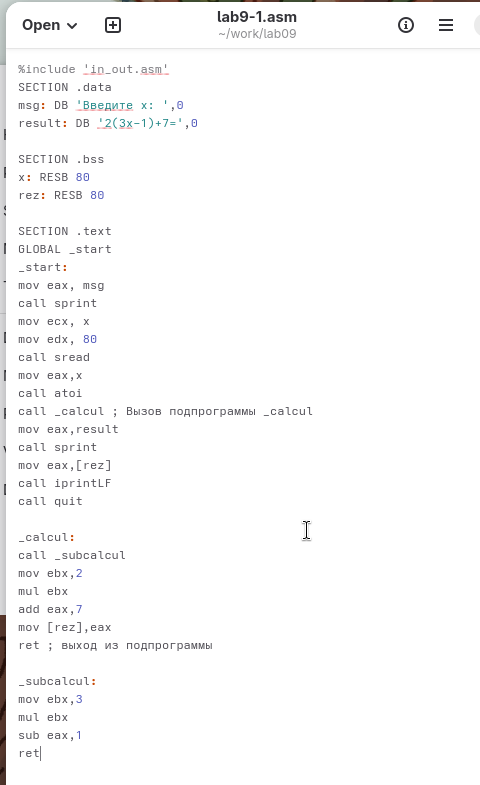 Open
lab9-1.asm
~/work/lab09
%include 'in_out.asm'
SECTION .data
msg: DB 'Введите x: ',0
result: DB '2(3x-1)+7=',0
SECTION .bss
x: RESB 80
rez: RESB 80
SECTION .text
GLOBAL _start
_start:
mov eax, msg
call sprint
mov ecx, x
mov edx, 80
call sread
mov eax,x
call atoi
call _calcul ; Вызов подпрограммы _calcul
mov eax,result
call sprint
mov eax,[rez]
call iprintLF
call quit
_calcul:
call _subcalcul
mov ebx,2
mul ebx
add eax,7
mov [rez],eax
ret ; выход из подпрограммы
_subcalcul:
mov ebx,3
mul ebx
sub eax,1
ret